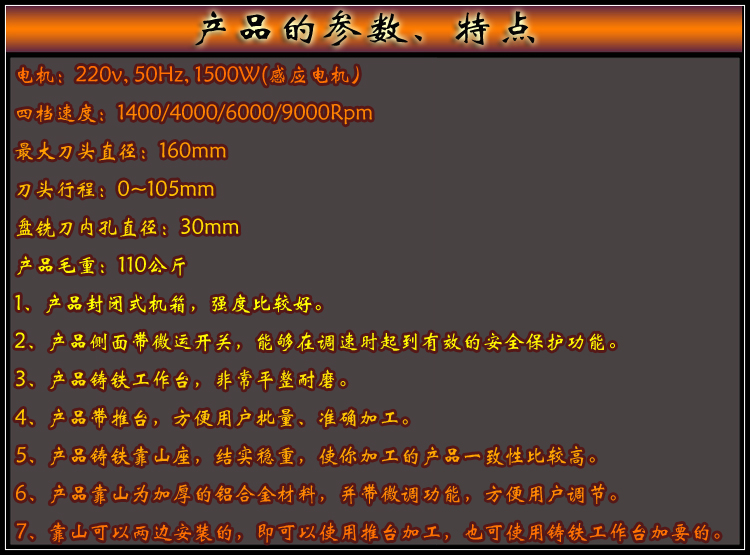 产品的参数、特点
电机：220v、50Hz、1500W(感应电机)
四档速度：1400/4000/6000/9000Rpm
最大刀头直径：160mm
刀头行程：0~105mm
盘铣刀内孔直径：30mm
产品毛重：110公斤
1、产品封闭式机箱，强度比较好。
2、产品侧面带微运开关，能够在调速时起到有效的安全保护功能。
3、产品铸铁工作台，非常平整耐磨。
4、产品带推台，方便用户批量、准确加工。
5、产品铸铁靠山座，结实稳重，使你加工的产品一致性比较高。
6、产品靠山为加厚的铝合金材料，并带微调功能，方便用户调节。
7、靠山可以两边安装的，即可以使用推台加工，也可使用铸铁工作台加要的。